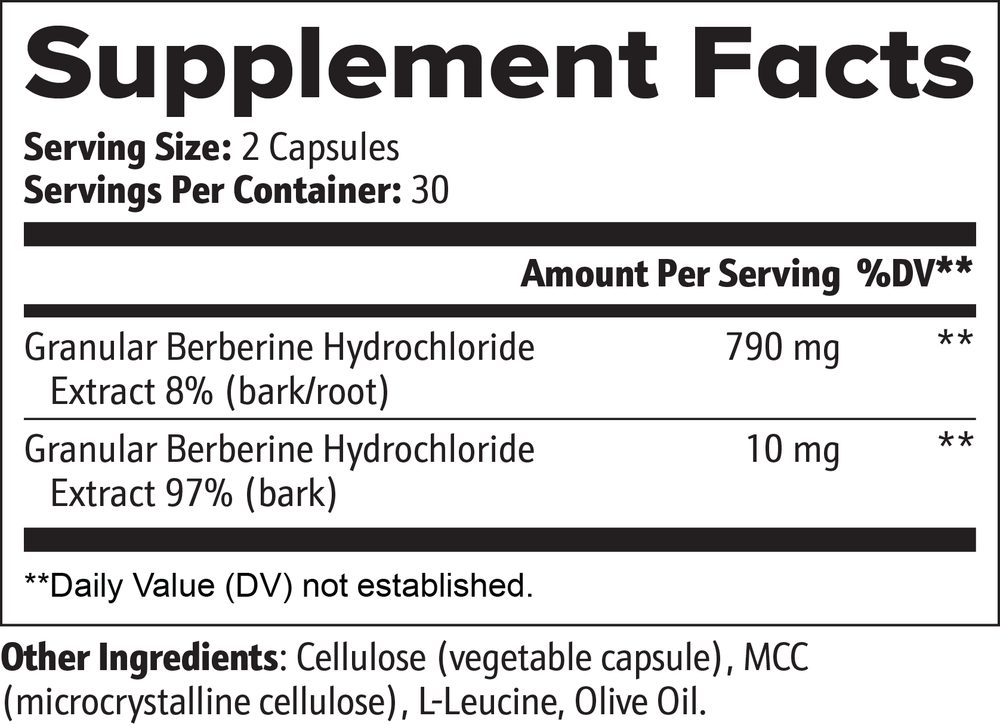 Supplement Facts
Serving Size: 2 Capsules
Servings Per Container: 30
Amount Per Serving %DV**
Granular Berberine Hydrochloride 790 mg **
Extract 8% (bark/root)
Granular Berberine Hydrochloride 10 mg **
Extract 97% (bark)
**Daily Value (DV) not established.
Other Ingredients: Cellulose (vegetable capsule), MCC
(microcrystalline cellulose), L-Leucine, Olive Oil.